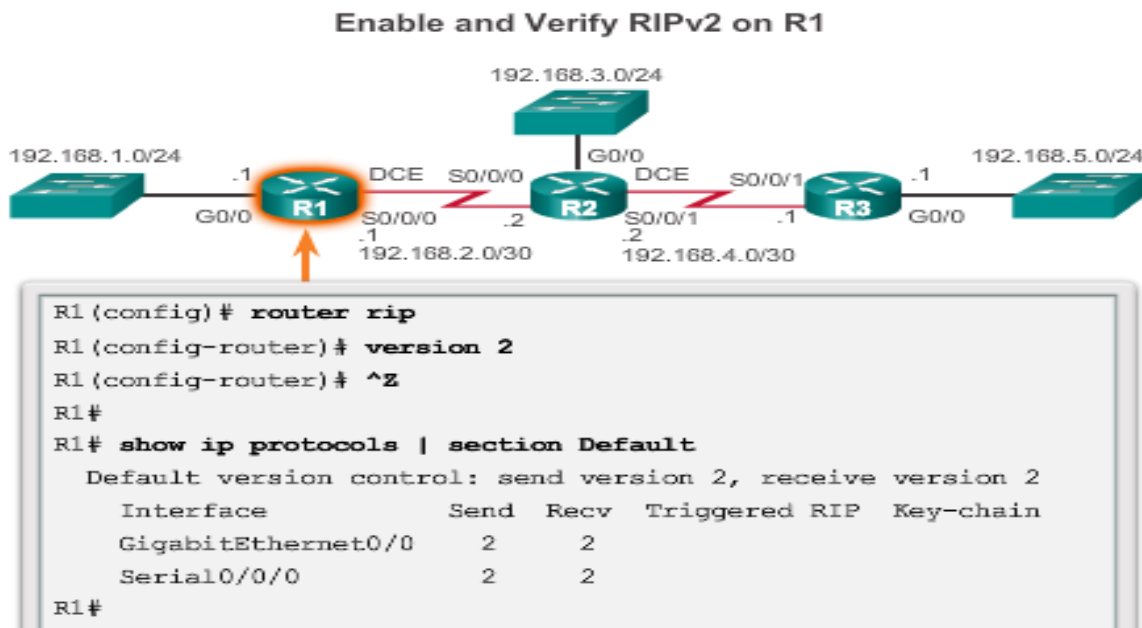 Enable and Verify RIPv2 on R1
192.168.3.0/24
192.168.1.0/24
G0/0
192.168.5.0/24
.1
DCE
S0/0/0
DCE
S0/0/1
.1
R1
R2
R3
G0/0
S0/0/0
.2
S0/0/1
.1
G0/0
.1
.2
192.168.2.0/30
192.168.4.0/30
R1(config)# router rip
R1(config-router)# version 2
R1(config-router)# ^Z
R1#
R1# show ip protocols | section Default
Default version control: send version 2, receive version 2
Interface Send Recv Triggered RIP Key-chain
GigabitEthernet0/0 2 2
Serial0/0/0 2 2
R1#